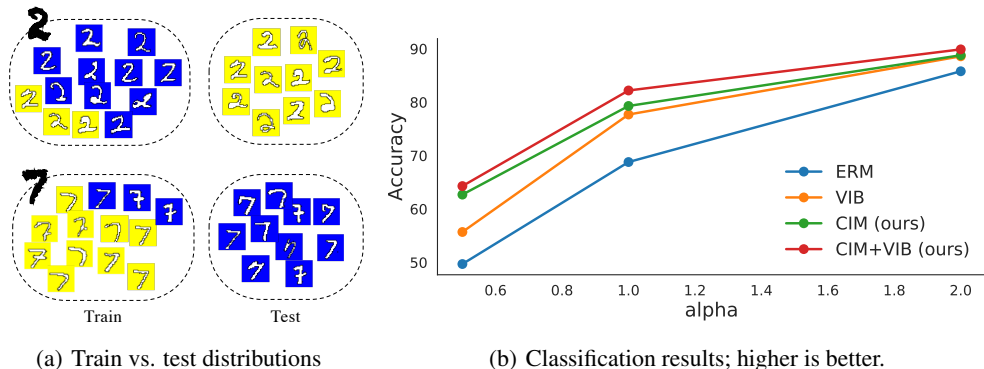 2
7
Train
Test
(a) Train vs. test distributions
Accuracy
90
80
70
60
50
0.6
0.8
1.0
1.2
1.4
1.6
1.8
2.0
alpha
ERM
VIB
CIM (ours)
CIM+VIB (ours)
(b) Classification results; higher is better.